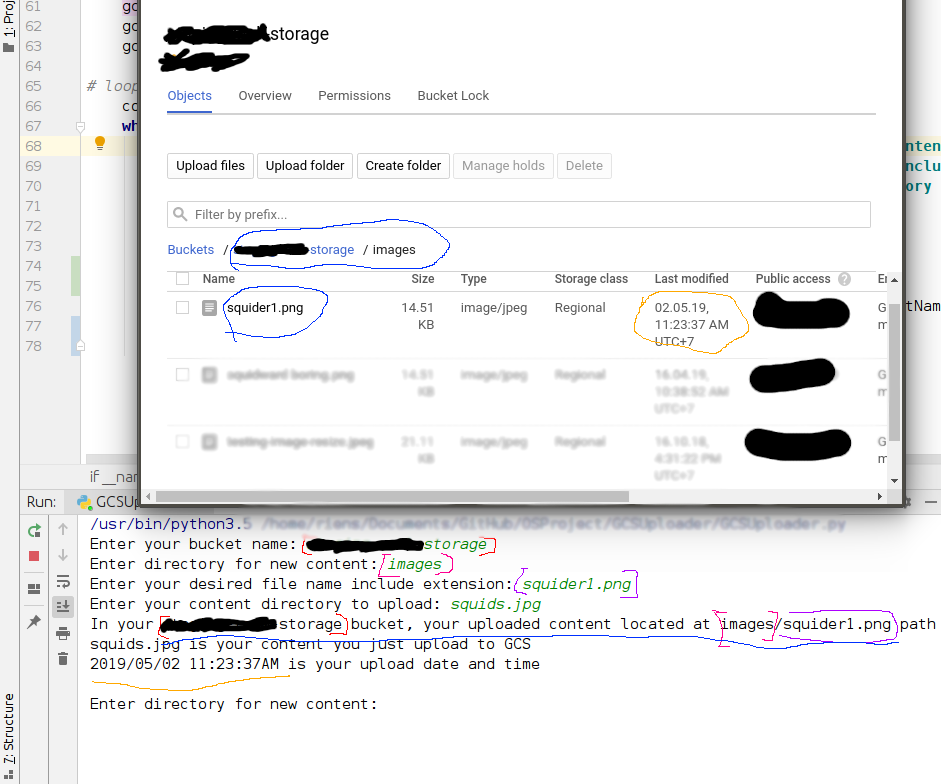 61 gc
62 gc
63 gc
64
65 # loop
66 co
67 wh
68 nten
69 nclu
70 ory
71
72
73
74
75
76 tNam
77
78
1: Proj
storage
Objects Overview Permissions Bucket Lock
Upload files Upload folder Create folder Manage holds Delete
Filter by prefix...
Buckets / storage / images
Name Size Type Storage class Last modified Public access ? E
squider1.png 14.51 KB image/jpeg Regional 02.05.19, 11:23:37 AM UTC+7 G m
squidward boring.png 14.51 KB image/jpeg Regional 16.04.19, 10:38:52 AM UTC+7 G m
testing-image-resize.jpeg 21.11 KB image/jpeg Regional 16.10.18, 4:31:22 PM UTC+7 G m
if __nam
Run: GCSUp
/usr/bin/python3.5 /home/riens/Documents/GitHub/OSProject/GCSUploader/GCSUploader.py
Enter your bucket name: storage
Enter directory for new content: images
Enter your desired file name include extension: squider1.png
Enter your content directory to upload: squids.jpg
In your storage bucket, your uploaded content located at images/squider1.png path
squids.jpg is your content you just upload to GCS
2019/05/02 11:23:37AM is your upload date and time
Enter directory for new content:
7: Structure